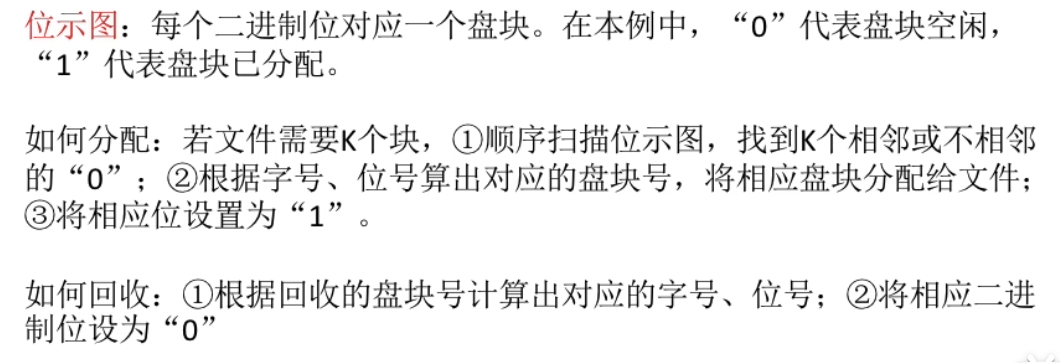 位示图：每个二进制位对应一个盘块。在本例中，“0”代表盘块空闲，
“1”代表盘块已分配。
如何分配：若文件需要K个块，①顺序扫描位示图，找到K个相邻或不相邻
的“0”；②根据字号、位号算出对应的盘块号，将相应盘块分配给文件；
③将相应位设置为“1”。
如何回收：①根据回收的盘块号计算出对应的字号、位号；②将相应二进
制位设为“0”